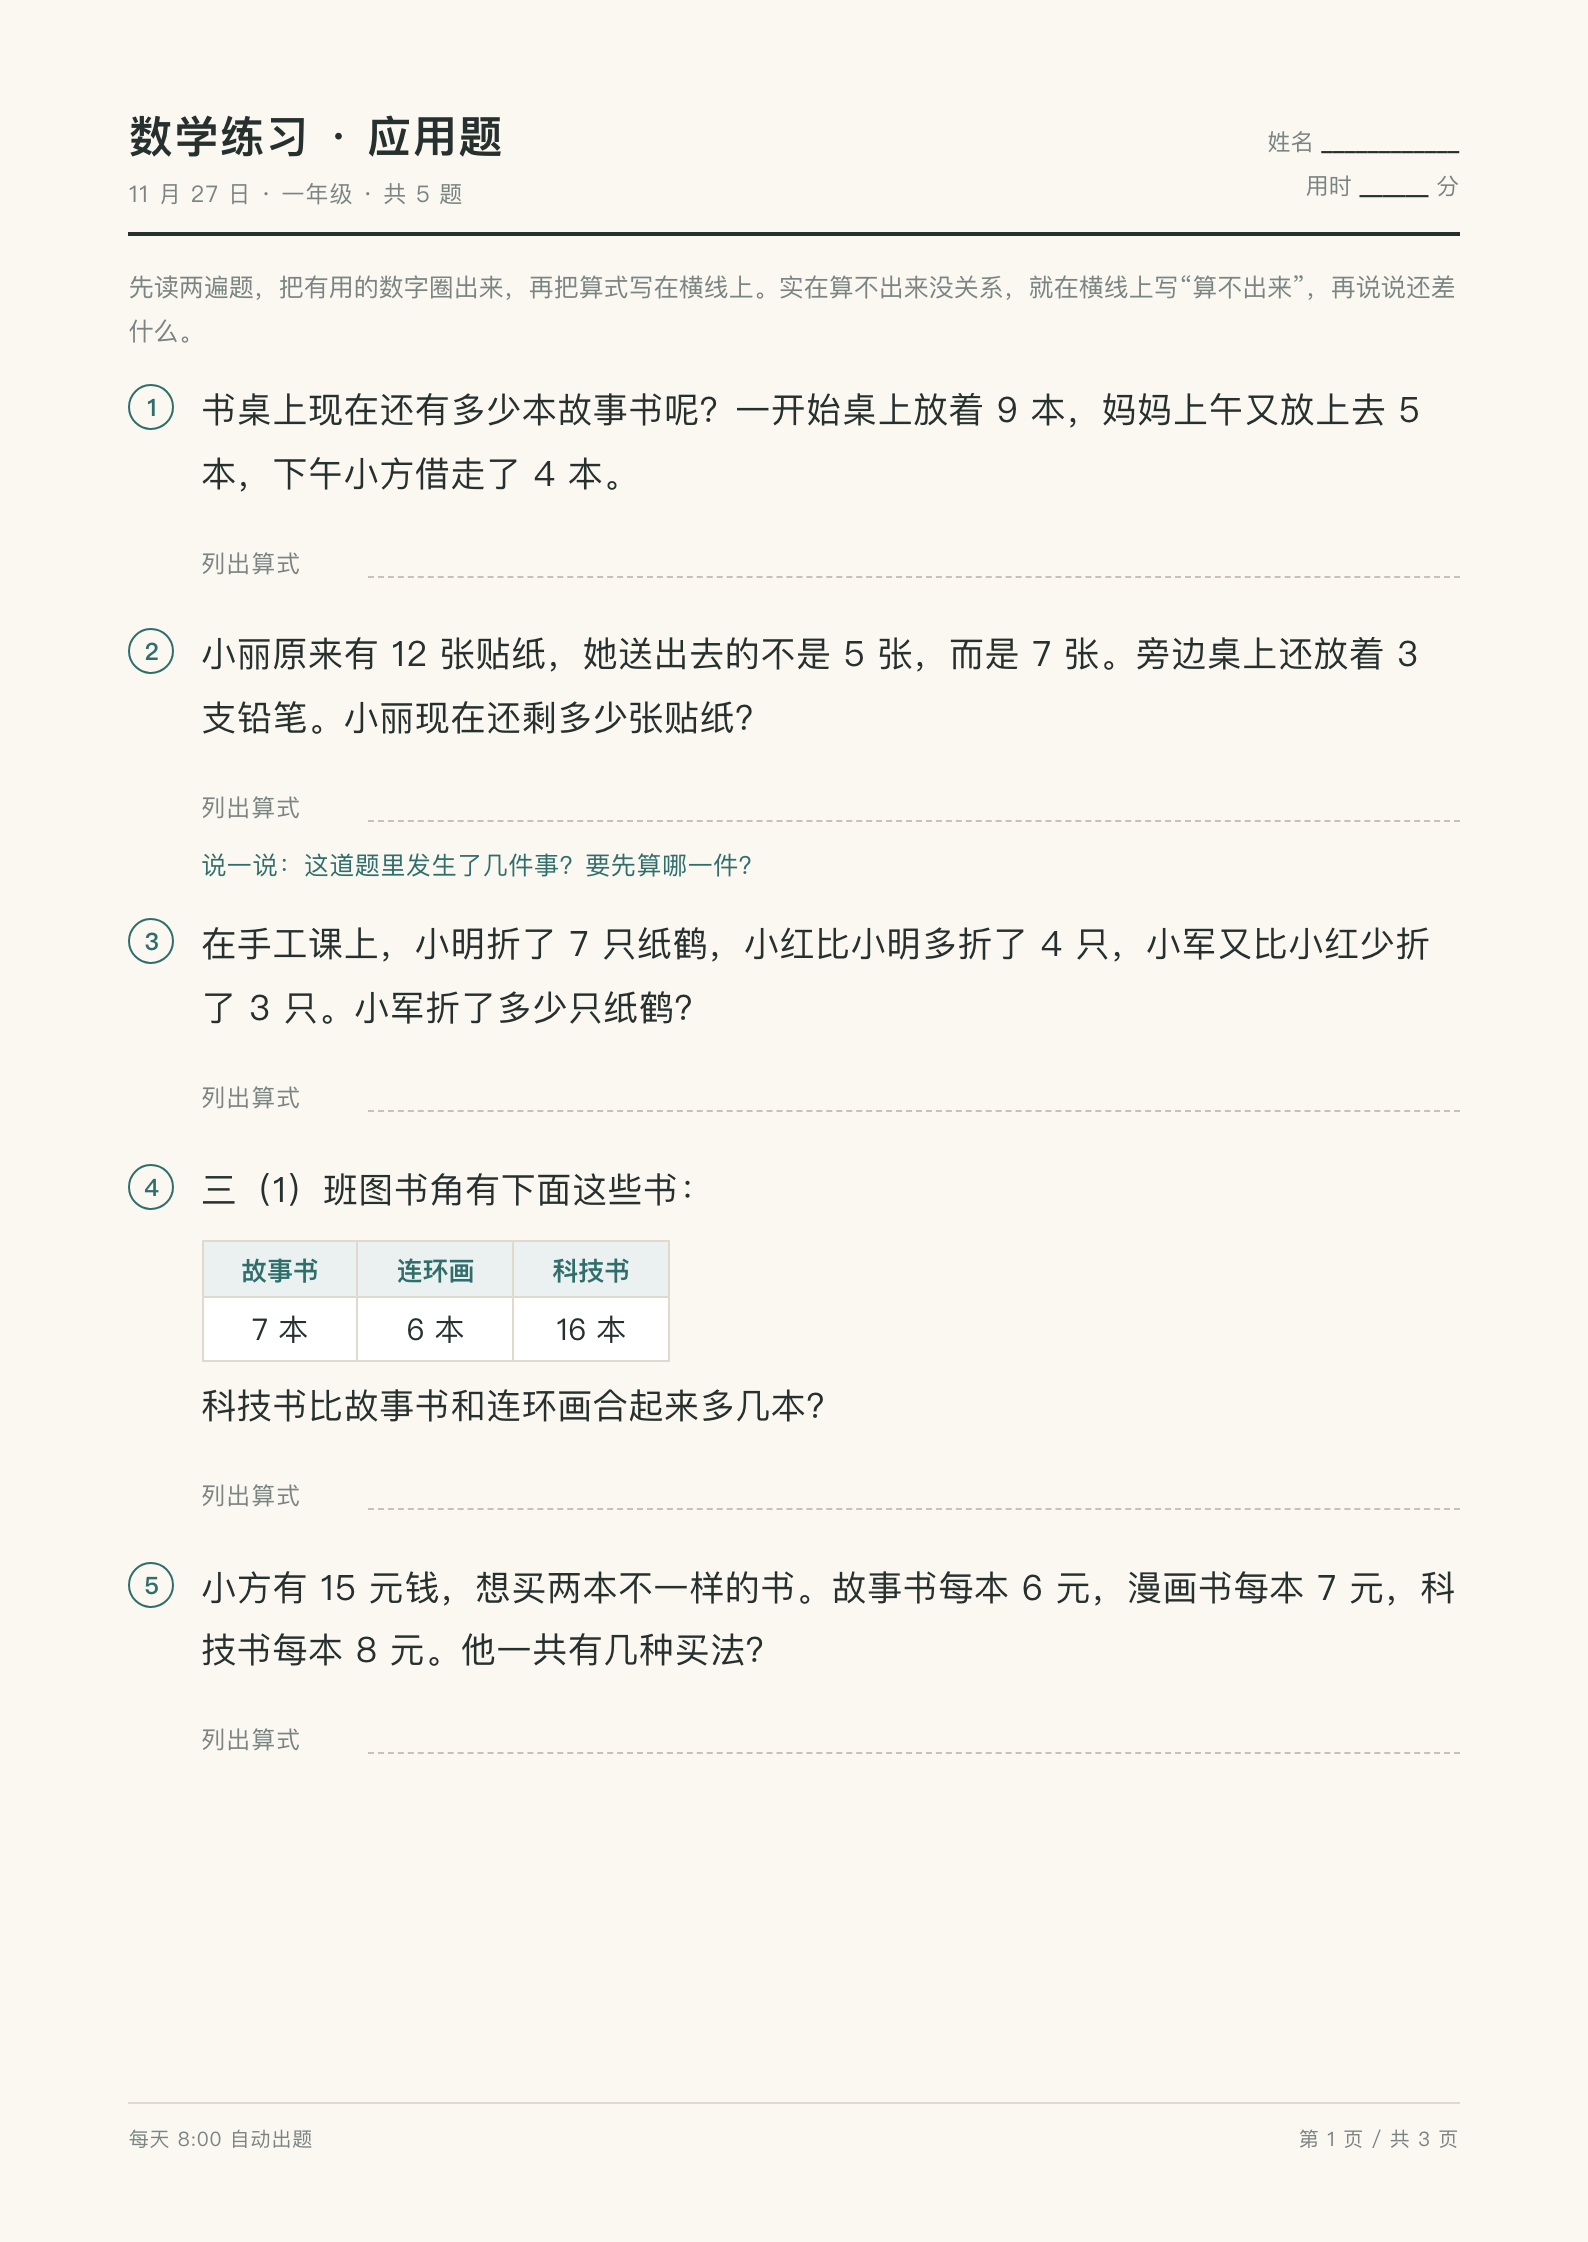 数学练习 · 应用题
姓名 ____________
11 月 27 日 · 一年级 · 共 5 题
用时 ______ 分
先读两遍题，把有用的数字圈出来，再把算式写在横线上。实在算不出来没关系，就在横线上写“算不出来”，再说说还差
什么。
1 书桌上现在还有多少本故事书呢？一开始桌上放着 9 本，妈妈上午又放上去 5
本，下午小方借走了 4 本。
列出算式
2 小丽原来有 12 张贴纸，她送出去的不是 5 张，而是 7 张。旁边桌上还放着 3
支铅笔。小丽现在还剩多少张贴纸？
列出算式
说一说：这道题里发生了几件事？要先算哪一件？
3 在手工课上，小明折了 7 只纸鹤，小红比小明多折了 4 只，小军又比小红少折
了 3 只。小军折了多少只纸鹤？
列出算式
4 三（1）班图书角有下面这些书：
故事书 连环画 科技书
7 本 6 本 16 本
科技书比故事书和连环画合起来多几本？
列出算式
5 小方有 15 元钱，想买两本不一样的书。故事书每本 6 元，漫画书每本 7 元，科
技书每本 8 元。他一共有几种买法？
列出算式
每天 8:00 自动出题
第 1 页 / 共 3 页